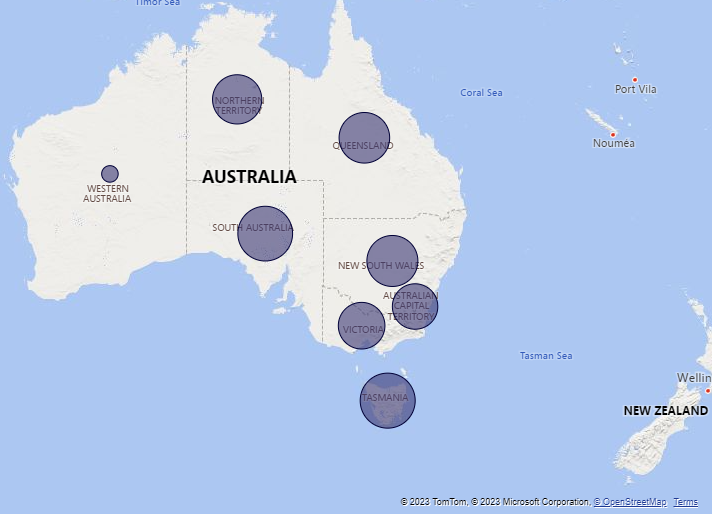 Timor Sea
Coral Sea
Port Vila
NORTHERN
TERRITORY
Nouméa
QUEENSLAND
AUSTRALIA
WESTERN
AUSTRALIA
SOUTH AUSTRALIA
NEW SOUTH WALES
AUSTRALIAN
CAPITAL
TERRITORY
VICTORIA
Tasman Sea
Wellin
TASMANIA
NEW ZEALAND
© 2023 TomTom, © 2023 Microsoft Corporation, © OpenStreetMap Terms